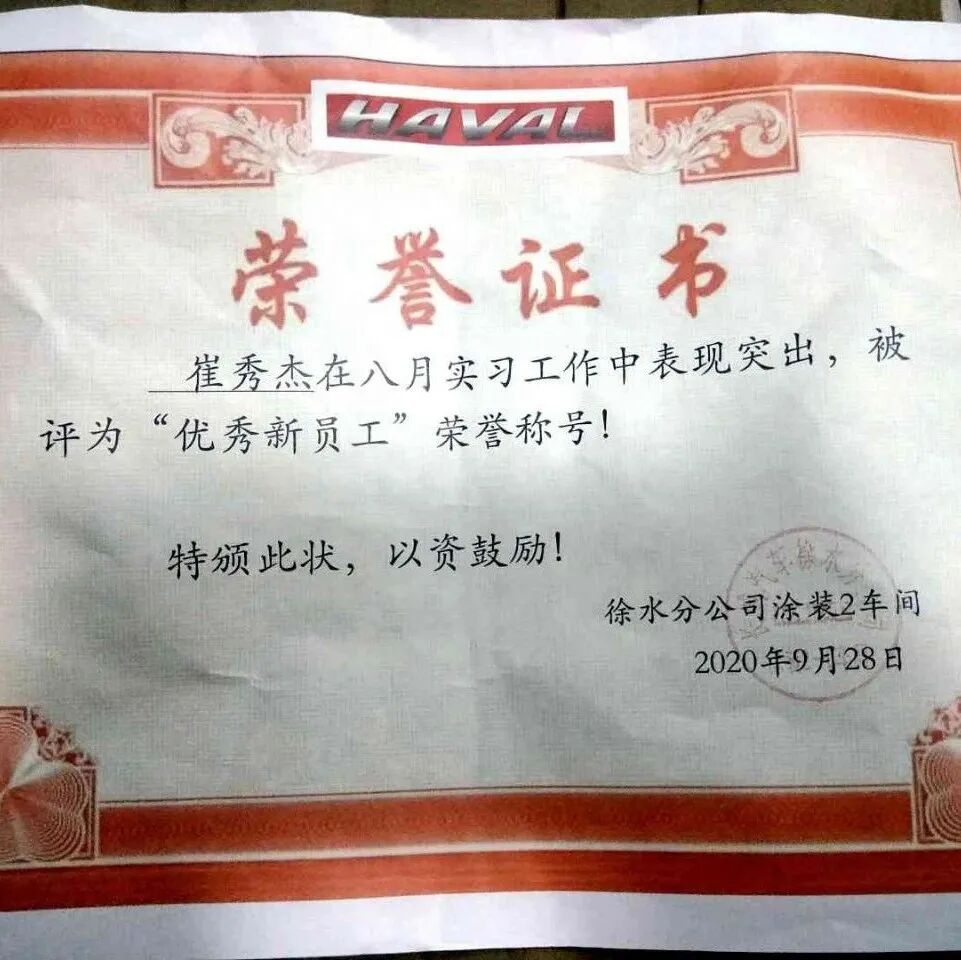 HAVAL
荣誉证书
崔秀杰在八月实习工作中表现突出，被
评为“优秀新员工”荣誉称号！
特颁此状，以资鼓励！
徐水分公司涂装2车间
2020年9月28日